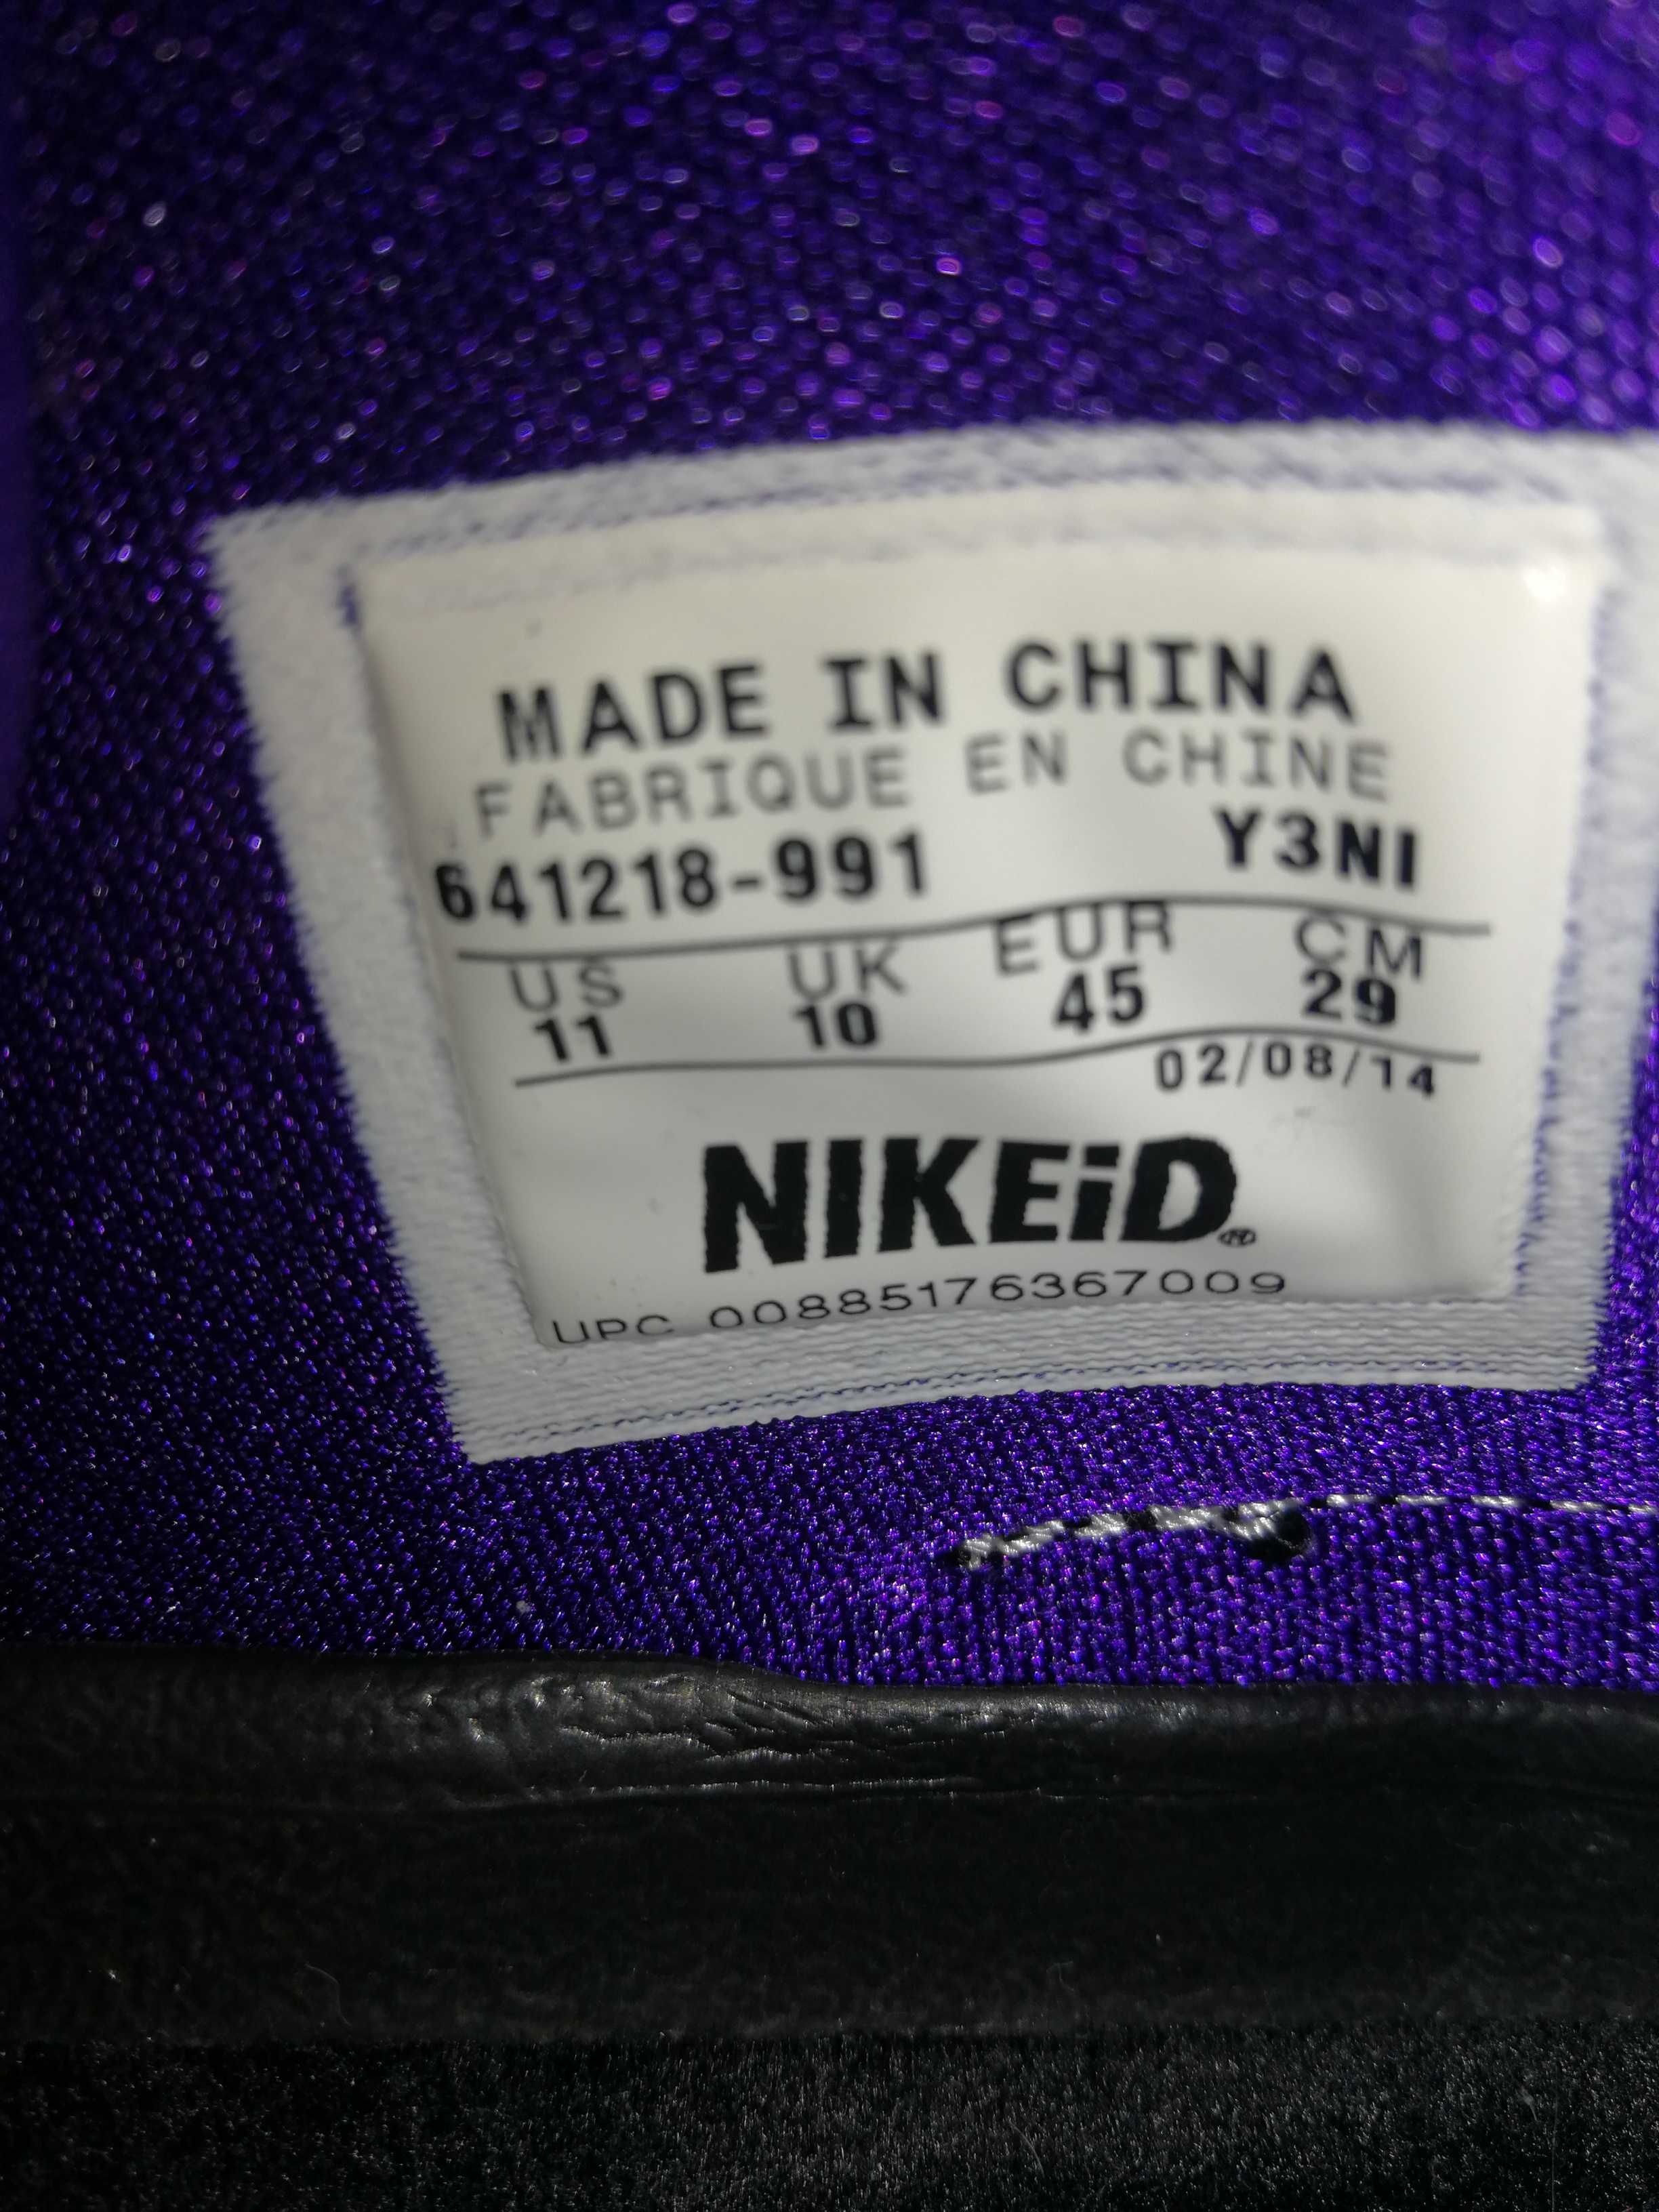 MADE IN CHINA
FABRIQUE EN CHINE
641218-991 Y3NI
US UK EUR CM
11 10 45 29
02/08/14
NIKEiD®
UPC 00885176367009